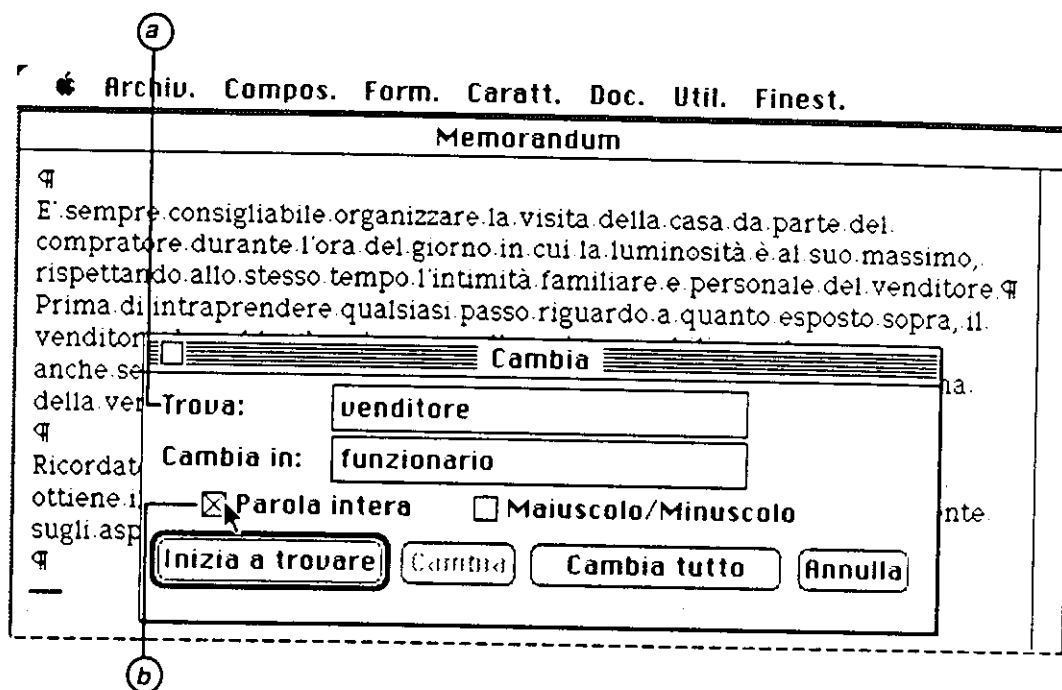 a
Archiv. Compos. Form. Caratt. Doc. Util. Finest.
Memorandum
¶
E'.sempre.consigliabile.organizzare.la.visita.della.casa.da.parte.del.
compratore.durante.l'ora.del.giorno.in.cui.la.luminosità.è.al.suo.massimo,.
rispettando.allo.stesso.tempo.l'intimità.familiare.e.personale.del.venditore.¶
Prima.di.intraprendere.qualsiasi.passo.riguardo.a.quanto.esposto.sopra,.il.
venditor
Cambia
anche.se
na.
della.ver
Trova: venditore
¶
Cambia in: funzionario
Ricordat
ottiene.i
Parola intera Maiuscolo/Minuscolo
nte.
sugli.asp
¶
Inizia a trovare Cambia Cambia tutto Annulla
b